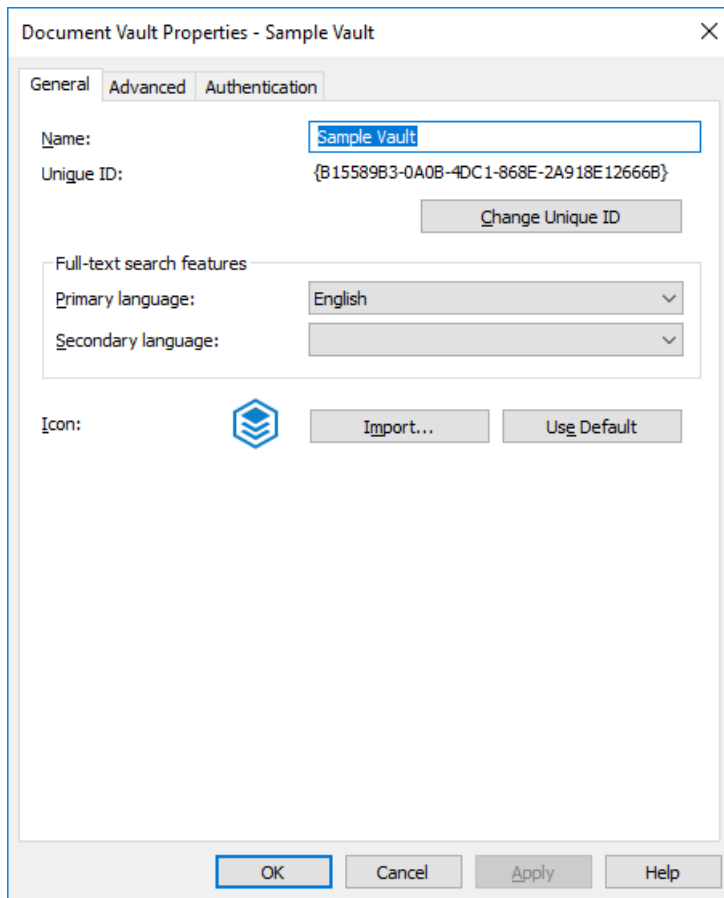 Document Vault Properties - Sample Vault
General Advanced Authentication
Name: Sample Vault
Unique ID: {B15589B3-0A0B-4DC1-868E-2A918E12666B}
Change Unique ID
Full-text search features
Primary language: English
Secondary language:
Icon: Import... Use Default
OK Cancel Apply Help